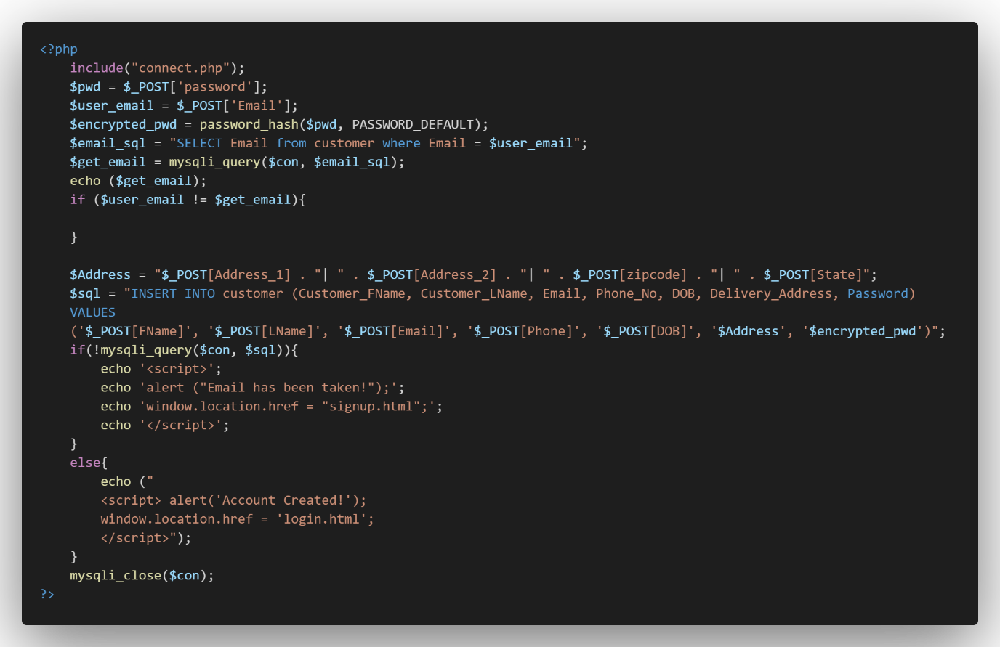 <?php
    include("connect.php");
    $pwd = $_POST['password'];
    $user_email = $_POST['Email'];
    $encrypted_pwd = password_hash($pwd, PASSWORD_DEFAULT);
    $email_sql = "SELECT Email from customer where Email = $user_email";
    $get_email = mysqli_query($con, $email_sql);
    echo ($get_email);
    if ($user_email != $get_email){
    }
    $Address = "$_POST[Address_1] . "| " . $_POST[Address_2] . "| " . $_POST[zipcode] . "| " . $_POST[State]";
    $sql = "INSERT INTO customer (Customer_FName, Customer_LName, Email, Phone_No, DOB, Delivery_Address, Password)
    VALUES
    ('$_POST[FName]', '$_POST[LName]', '$_POST[Email]', '$_POST[Phone]', '$_POST[DOB]', '$Address', '$encrypted_pwd')";
    if(!mysqli_query($con, $sql)){
        echo '<script>';
        echo 'alert ("Email has been taken!");';
        echo 'window.location.href = "signup.html";';
        echo '</script>';
    }
    else{
        echo ("
        <script> alert('Account Created!');
        window.location.href = 'login.html';
        </script>");
    }
    mysqli_close($con);
?>